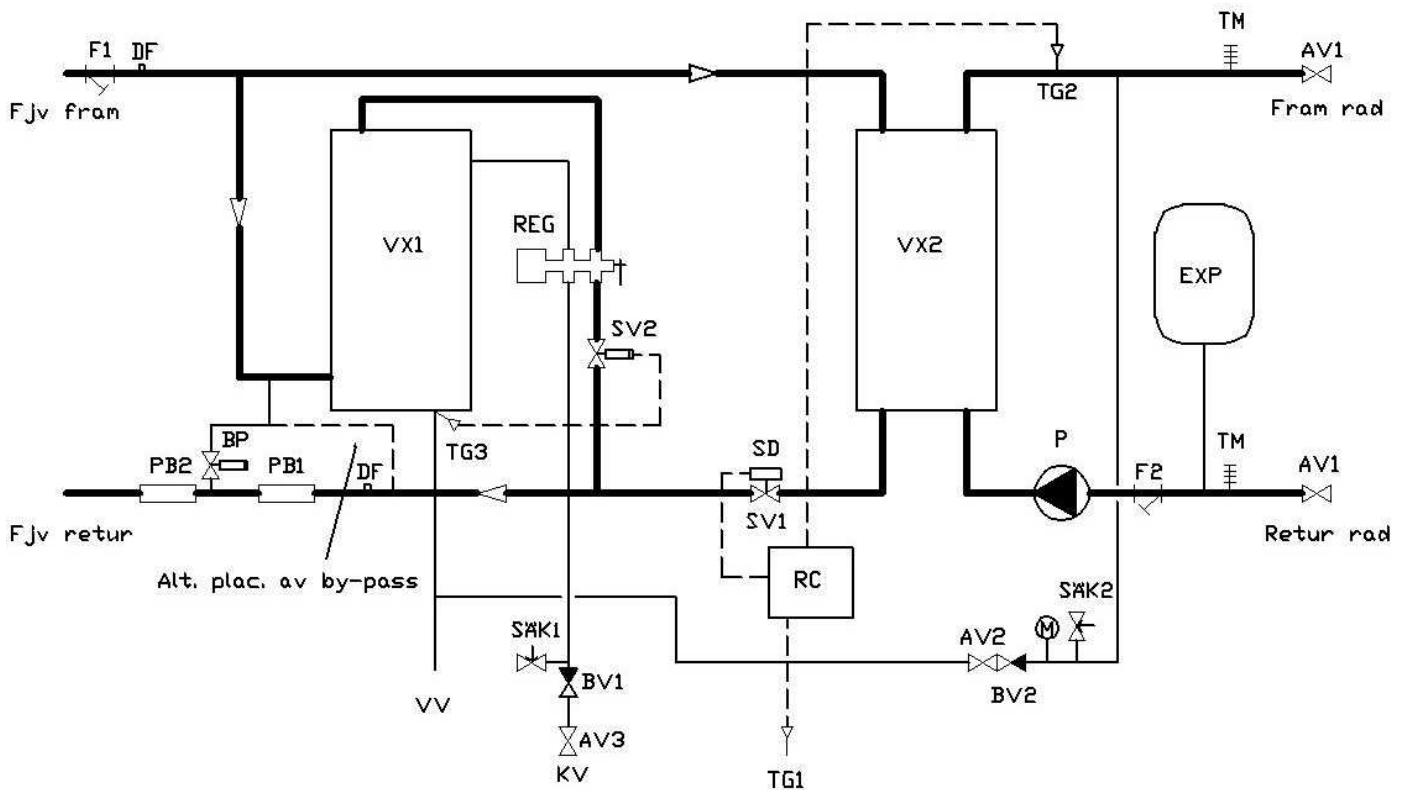 F1
DF
TM
AV1
Fjv fram
TG2
Fram rad
REG
VX1
VX2
EXP
SV2
BP
TG3
PB2
PB1
DF
SD
P
F2
TM
AV1
Fjv retur
SV1
Retur rad
Alt. plac. av by-pass
RC
SÄK2
SÄK1
AV2
M
BV1
BV2
VV
AV3
KV
TG1